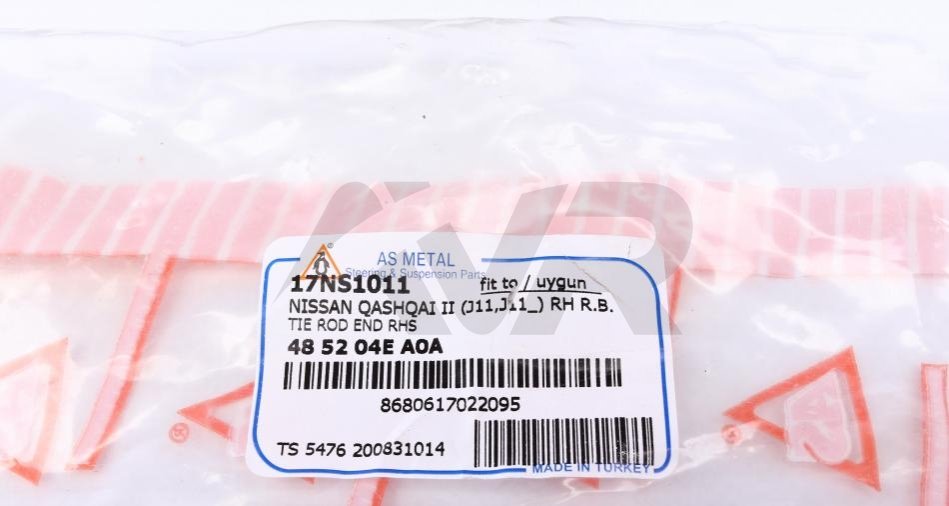 AS METAL
Steering & Suspension Parts
17NS1011 fit to / uygun
NISSAN QASHQAI II (J11,J11_) RH R.B.
TIE ROD END RHS
48 52 04E A0A
8680617022095
TS 5476 200831014
MADE IN TURKEY
KVR